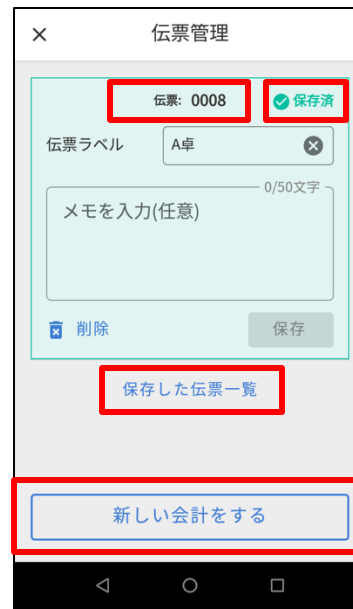 伝票管理
伝票: 0008
保存済
伝票ラベル
A卓
0/50文字
メモを入力(任意)
削除
保存
保存した伝票一覧
新しい会計をする